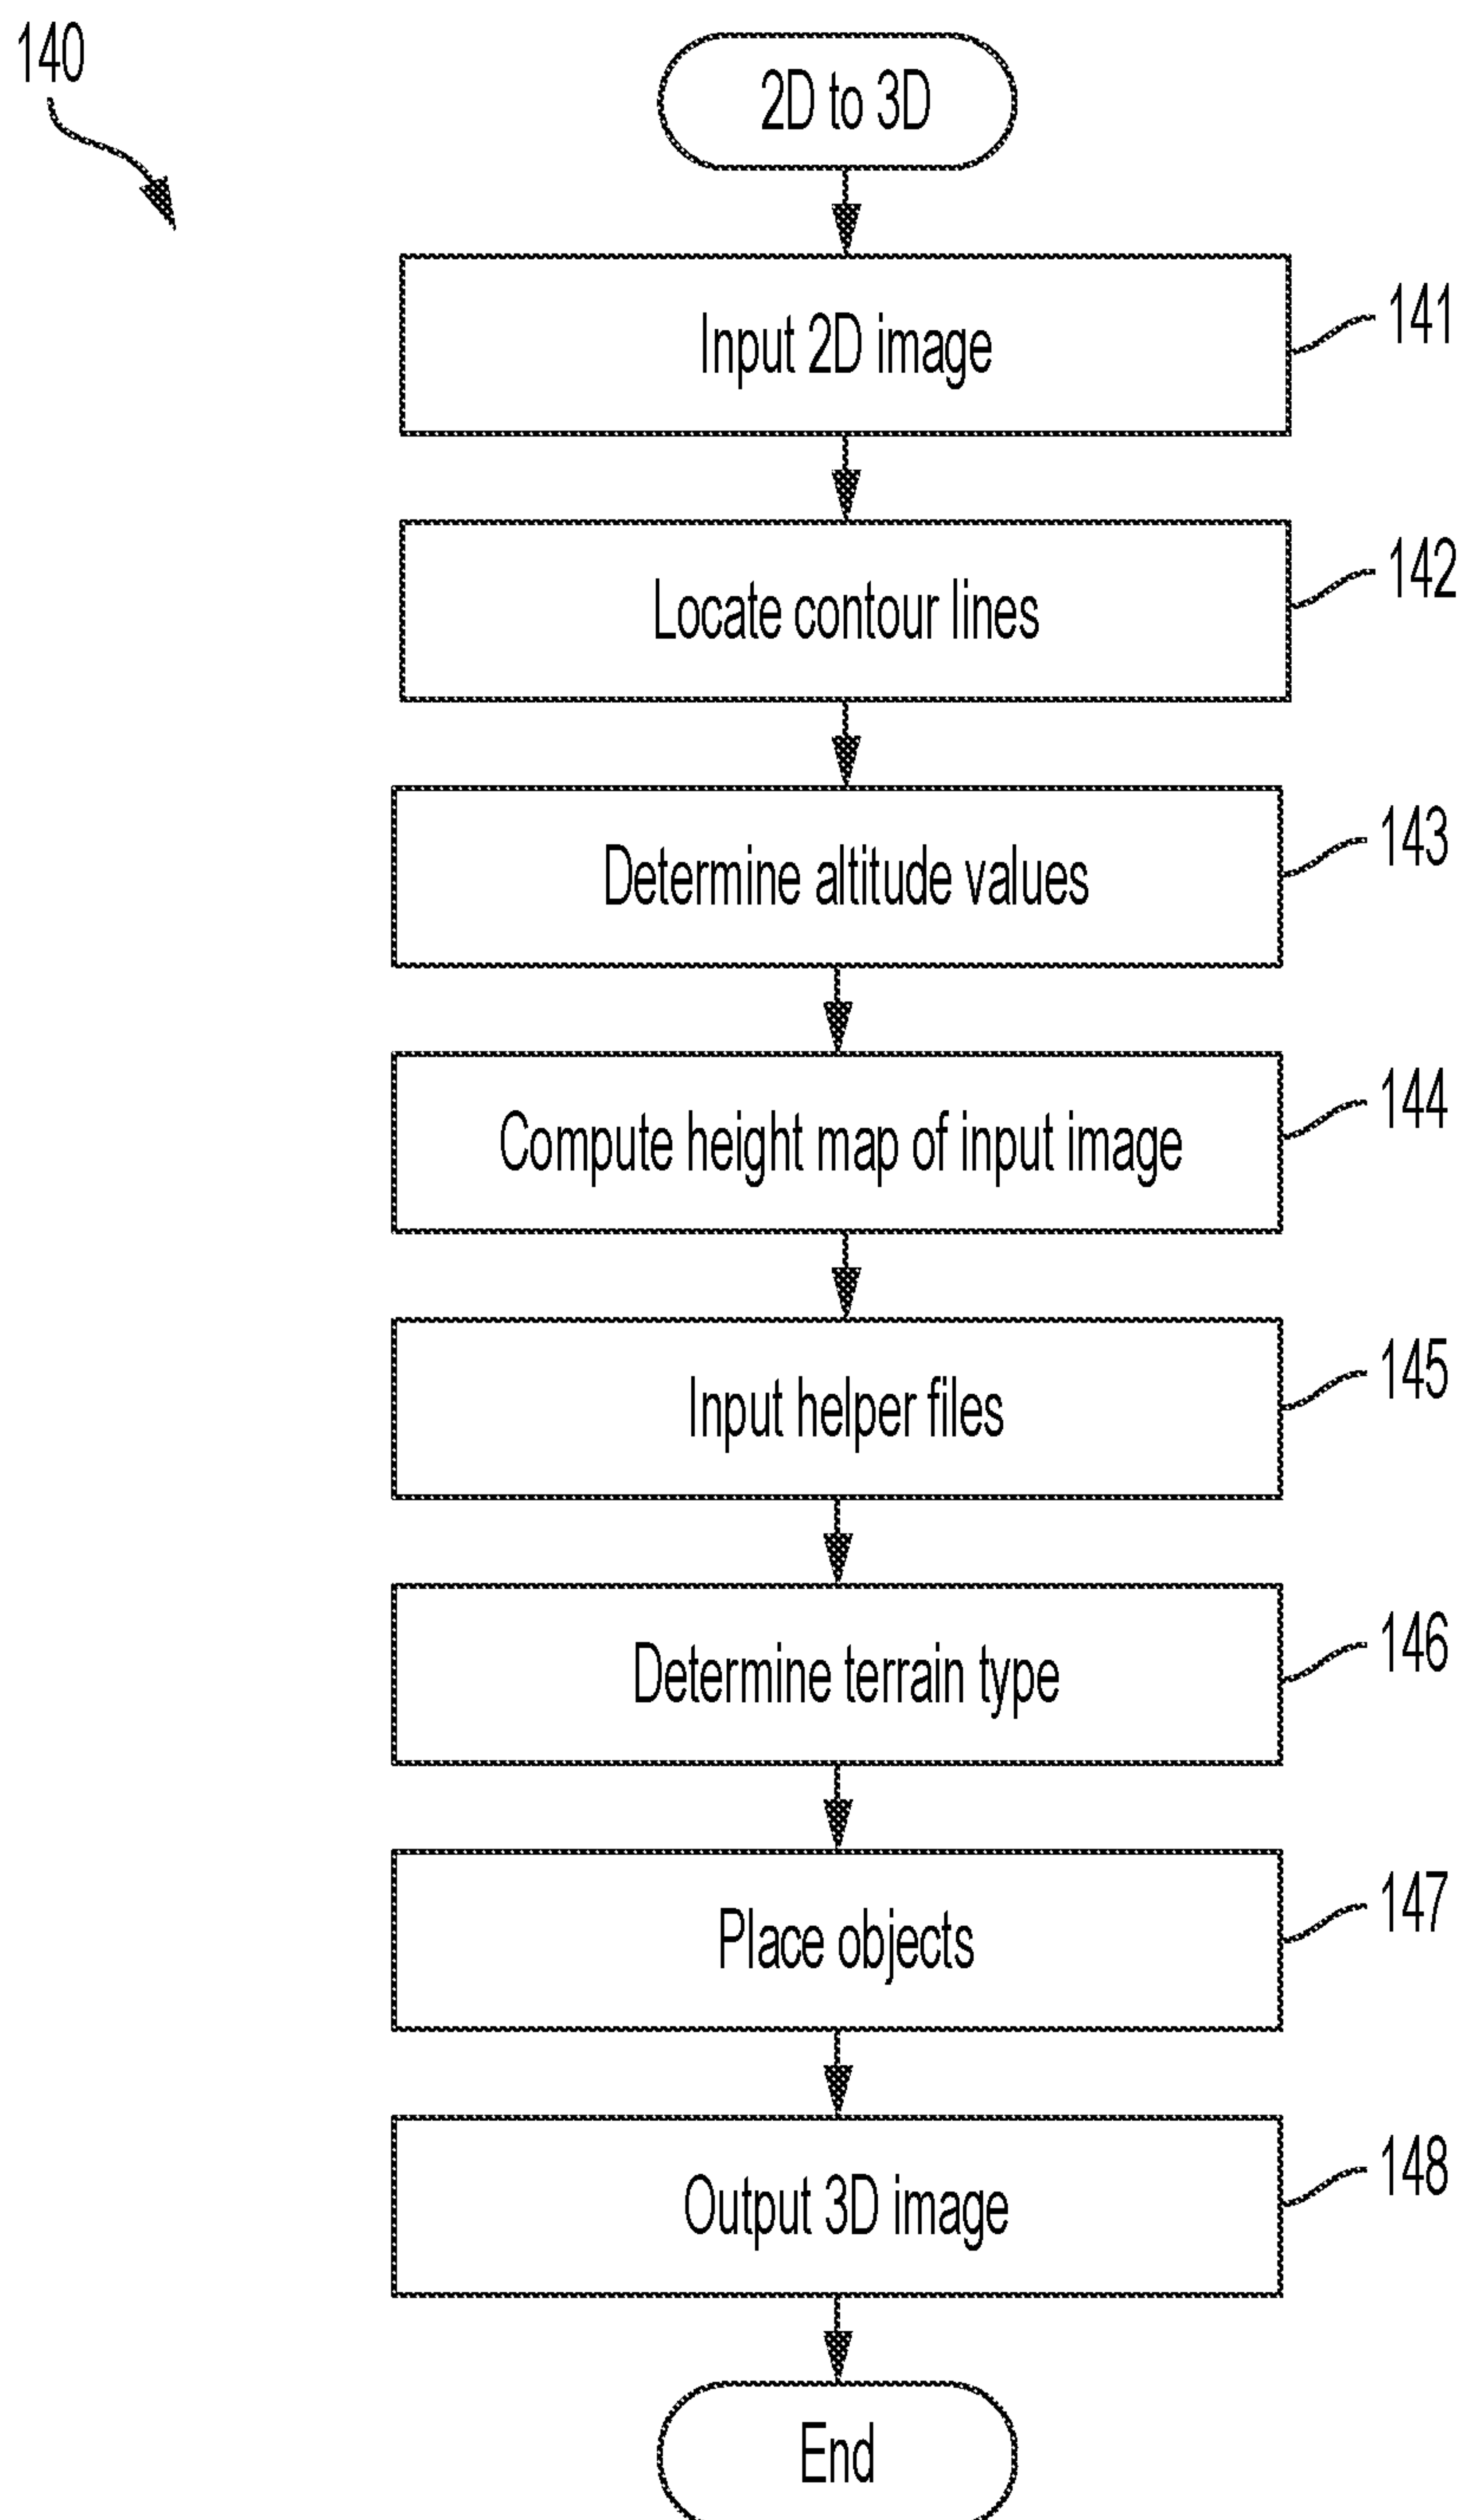 140
2D to 3D
Input 2D image
141
Locate contour lines
142
Determine altitude values
143
Compute height map of input image
144
Input helper files
145
Determine terrain type
146
Place objects
147
Output 3D image
148
End